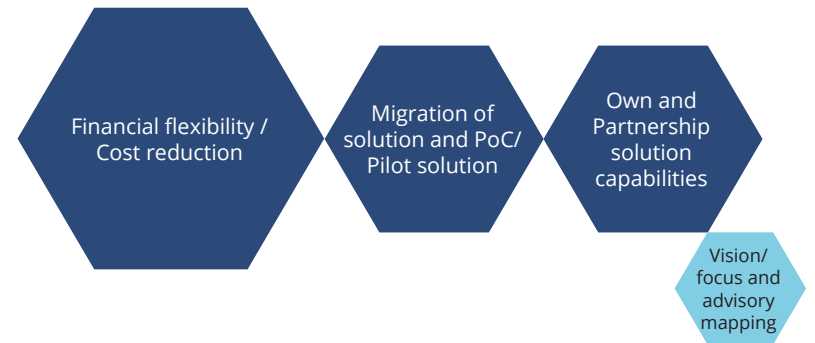 Financial flexibility /
Cost reduction
Migration of
solution and PoC/
Pilot solution
Own and
Partnership
solution
capabilities
Vision/
focus and
advisory
mapping